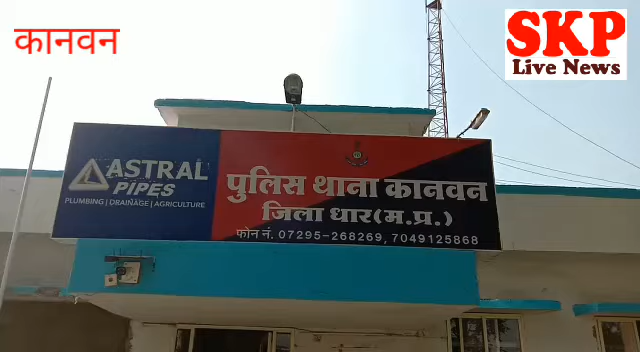 कानवन
SKP
Live News
ASTRAL
PIPES
PLUMBING | DRAINAGE | AGRICULTURE
पुलिस थाना कानवन
जिला धार(म.प्र.)
फोन नं. 07295-268269, 7049125868